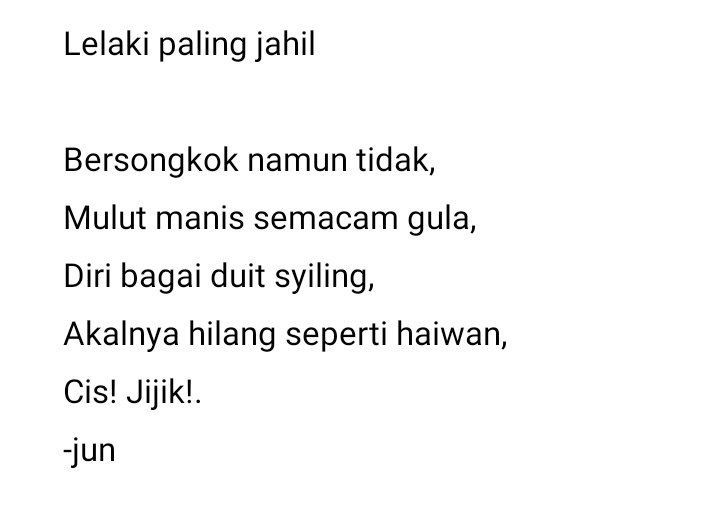 Lelaki paling jahil
Bersongkok namun tidak,
Mulut manis semacam gula,
Diri bagai duit syiling,
Akalnya hilang seperti haiwan,
Cis! Jijik!.
-jun